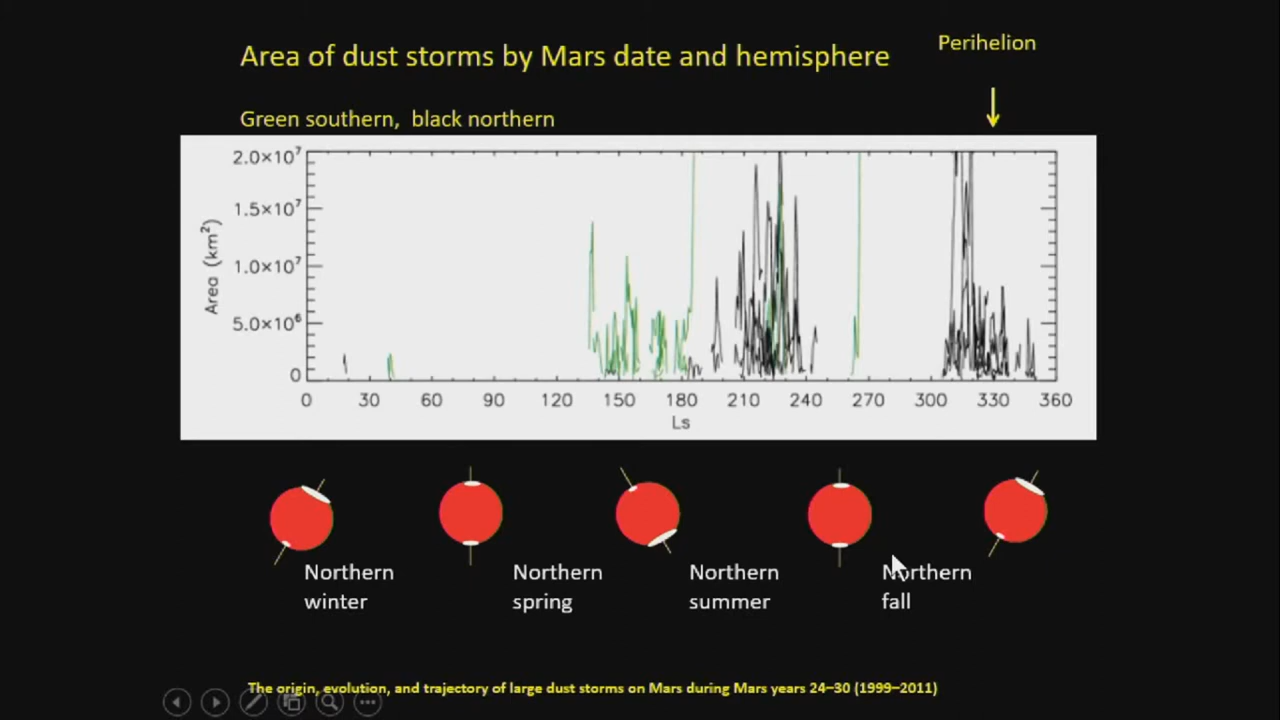 Area of dust storms by Mars date and hemisphere
Perihelion
Green southern, black northern
2.0×10⁷
1.5×10⁷
1.0×10⁷
5.0×10⁶
0
Area (km²)
0 30 60 90 120 150 180 210 240 270 300 330 360
Ls
Northern
winter
Northern
spring
Northern
summer
Northern
fall
The origin, evolution, and trajectory of large dust storms on Mars during Mars years 24–30 (1999–2011)